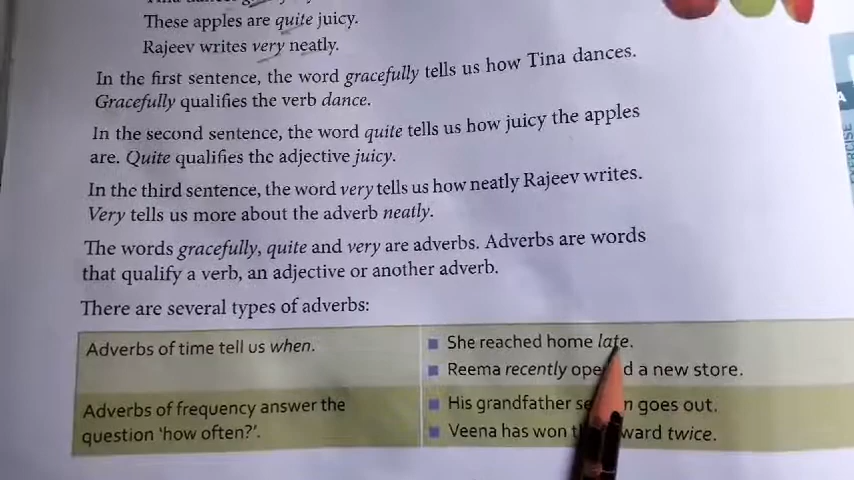 These apples are quite juicy.
Rajeev writes very neatly.
In the first sentence, the word gracefully tells us how Tina dances.
Gracefully qualifies the verb dance.
In the second sentence, the word quite tells us how juicy the apples
are. Quite qualifies the adjective juicy.
In the third sentence, the word very tells us how neatly Rajeev writes.
Very tells us more about the adverb neatly.
The words gracefully, quite and very are adverbs. Adverbs are words
that qualify a verb, an adjective or another adverb.
There are several types of adverbs:
Adverbs of time tell us when.
She reached home late.
Reema recently d a new store.
Adverbs of frequency answer the
question 'how often?'.
His grandfather goes out.
Veena has won twice.
A